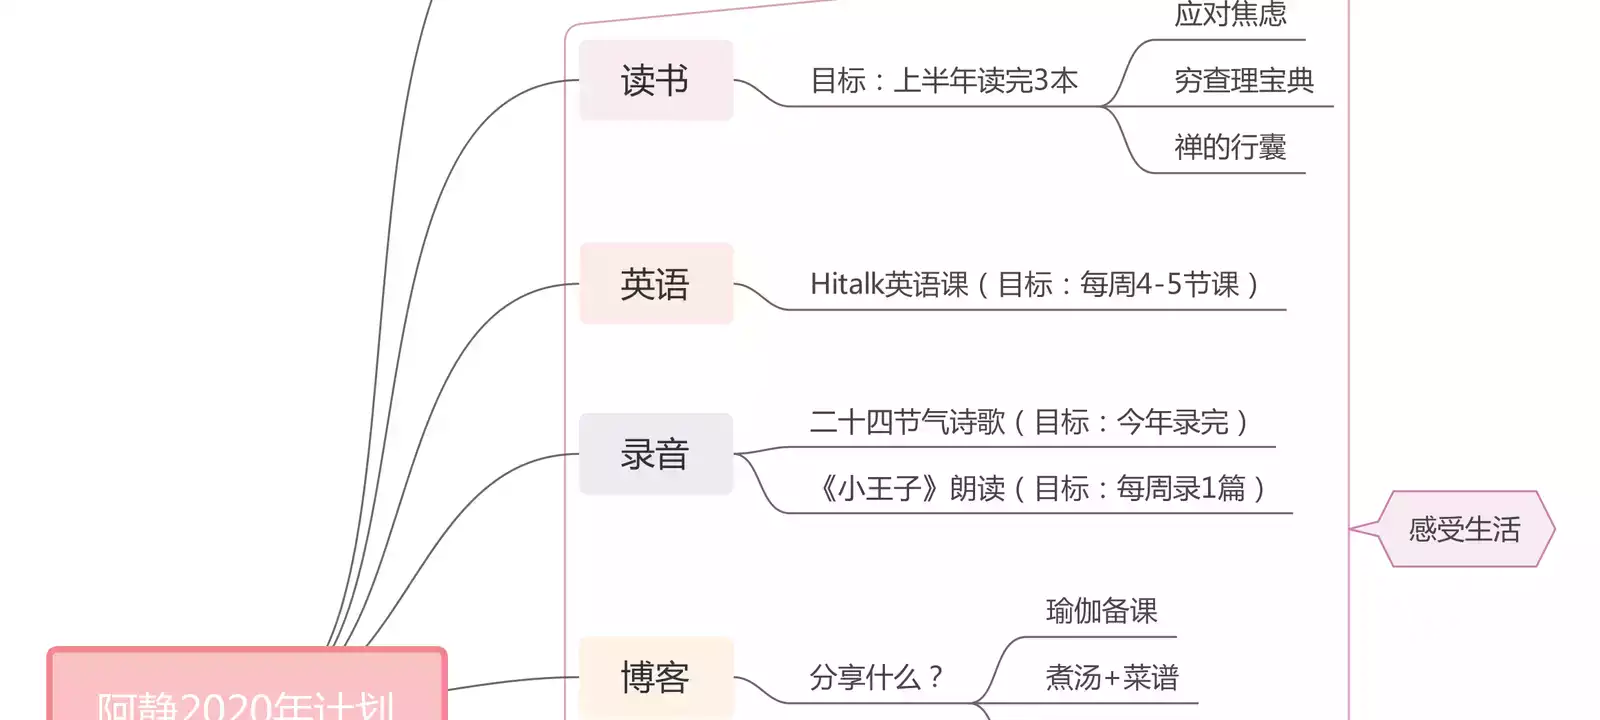 应对焦虑
读书
目标：上半年读完3本
穷查理宝典
禅的行囊
英语
Hitalk英语课（目标：每周4-5节课）
录音
二十四节气诗歌（目标：今年录完）
《小王子》朗读（目标：每周录1篇）
感受生活
瑜伽备课
博客
分享什么？
煮汤+菜谱
阿静2020年计划